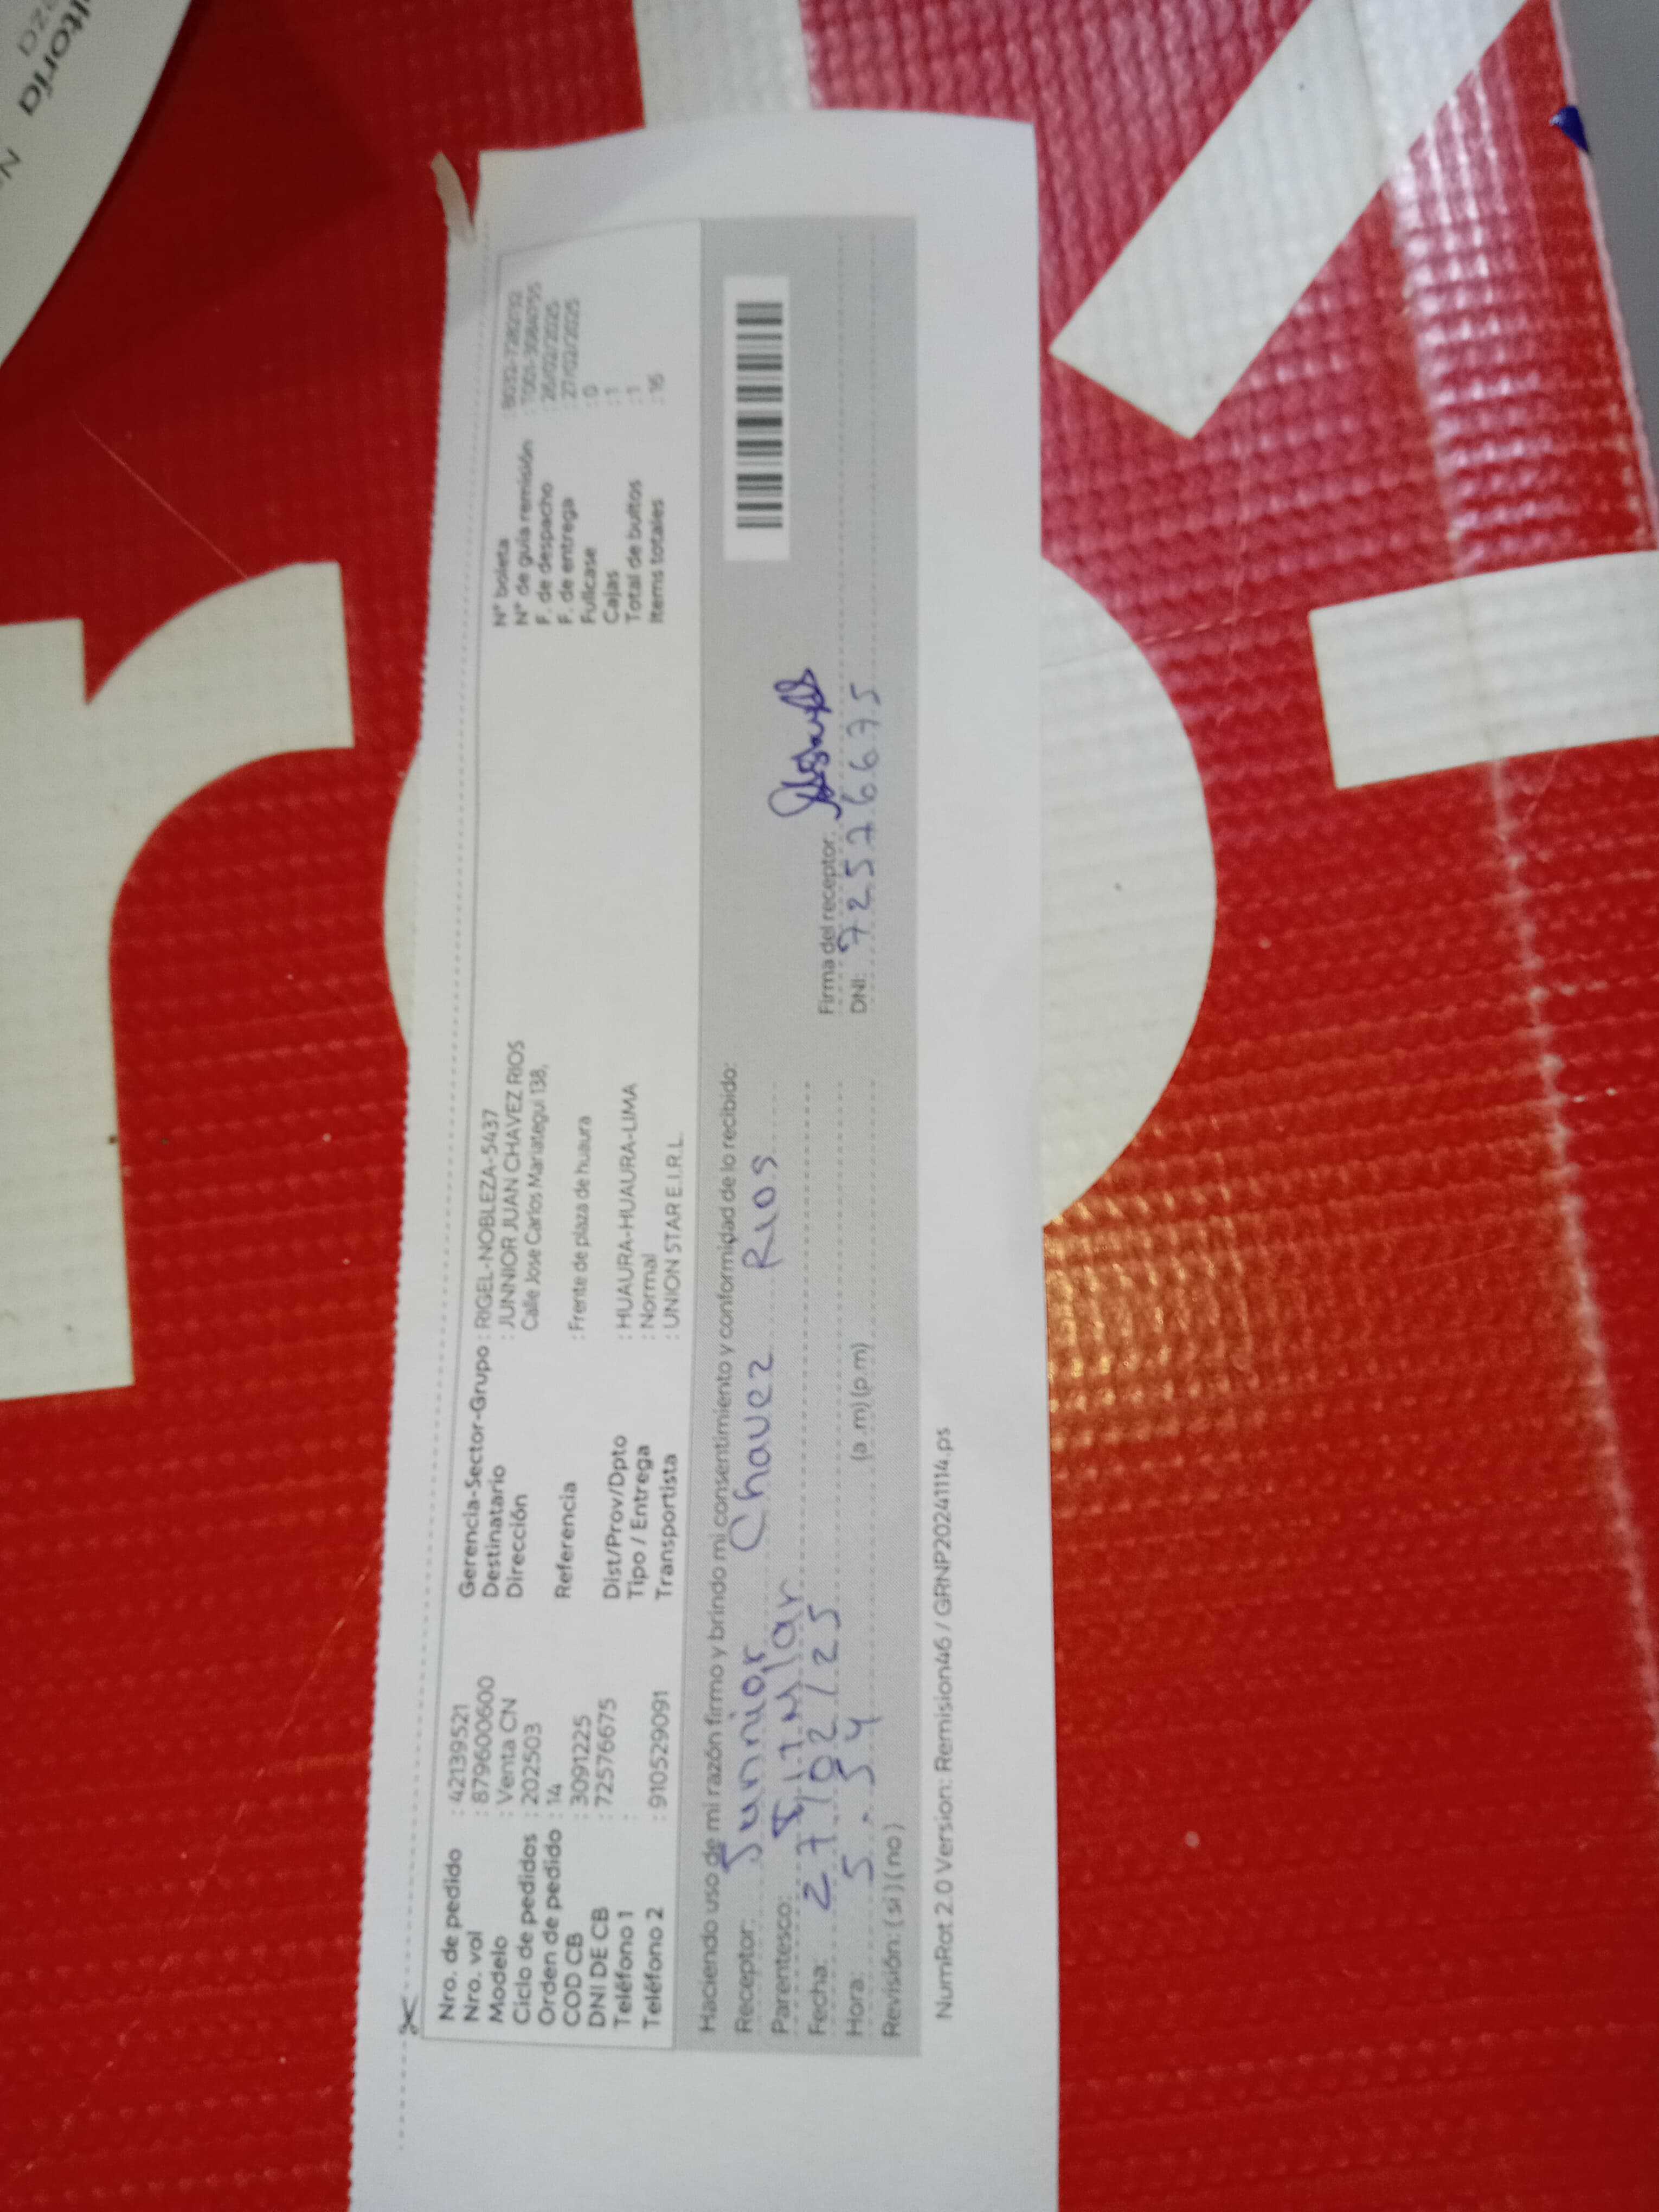 ltoría
Nro. de pedido : 42139521
Nro. vol : 879600600
Modelo : Venta CN
Ciclo de pedidos : 202503
Orden de pedido : 14
COD CB : 3091225
DNI DE CB : 72576675
Teléfono 1 :
Teléfono 2 : 910529091
Gerencia-Sector-Grupo : RIGEL-NOBLEZA-5437
Destinatario : JUNNIOR JUAN CHAVEZ RIOS
Dirección Calle Jose Carlos Mariategui 138,
Referencia : Frente de plaza de huaura
Dist/Prov/Dpto : HUAURA-HUAURA-LIMA
Tipo / Entrega : Normal
Transportista : UNION STAR E.I.R.L.
N° boleta
N° de guía remisión
F. de despacho : 26/02/2025
F. de entrega : 27/02/2025
Fullcase : 0
Cajas : 1
Total de bultos : 1
Items totales : 16
Haciendo uso de mi razón firmo y brindo mi consentimiento y conformidad de lo recibido:
Receptor: Junnior Chavez Rios
Parentesco:
Fecha: 27/02/25
Hora: 5:54 (a.m) (p.m)
Revisión: ( si ) ( no )
Firma del receptor:
DNI: 72576675
NumRot 2.0 Version: Remision46 / GRNP20241114.ps